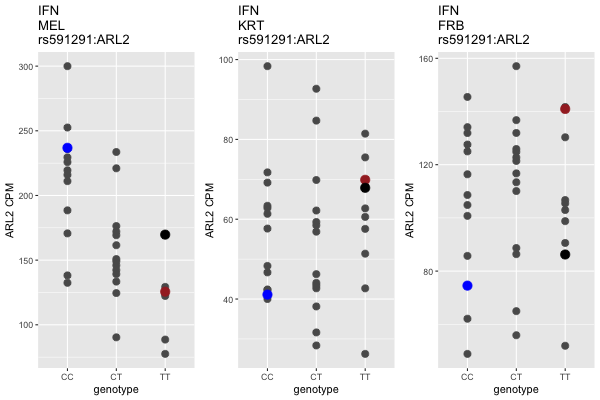 IFN
MEL
rs591291:ARL2
ARL2 CPM
300
250
200
150
100
CC
CT
TT
genotype
IFN
KRT
rs591291:ARL2
ARL2 CPM
100
80
60
40
CC
CT
TT
genotype
IFN
FRB
rs591291:ARL2
ARL2 CPM
160
120
80
CC
CT
TT
genotype